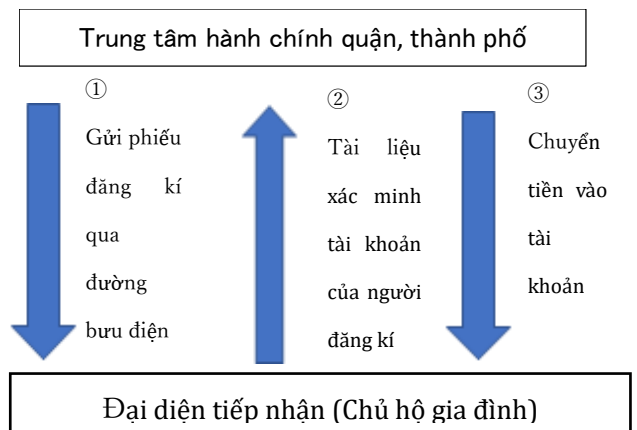 Trung tâm hành chính quận, thành phố
①
Gửi phiếu
đăng kí
qua
đường
bưu điện
②
Tài liệu
xác minh
tài khoản
của người
đăng kí
③
Chuyển
tiền vào
tài
khoản
Đại diện tiếp nhận (Chủ hộ gia đình)